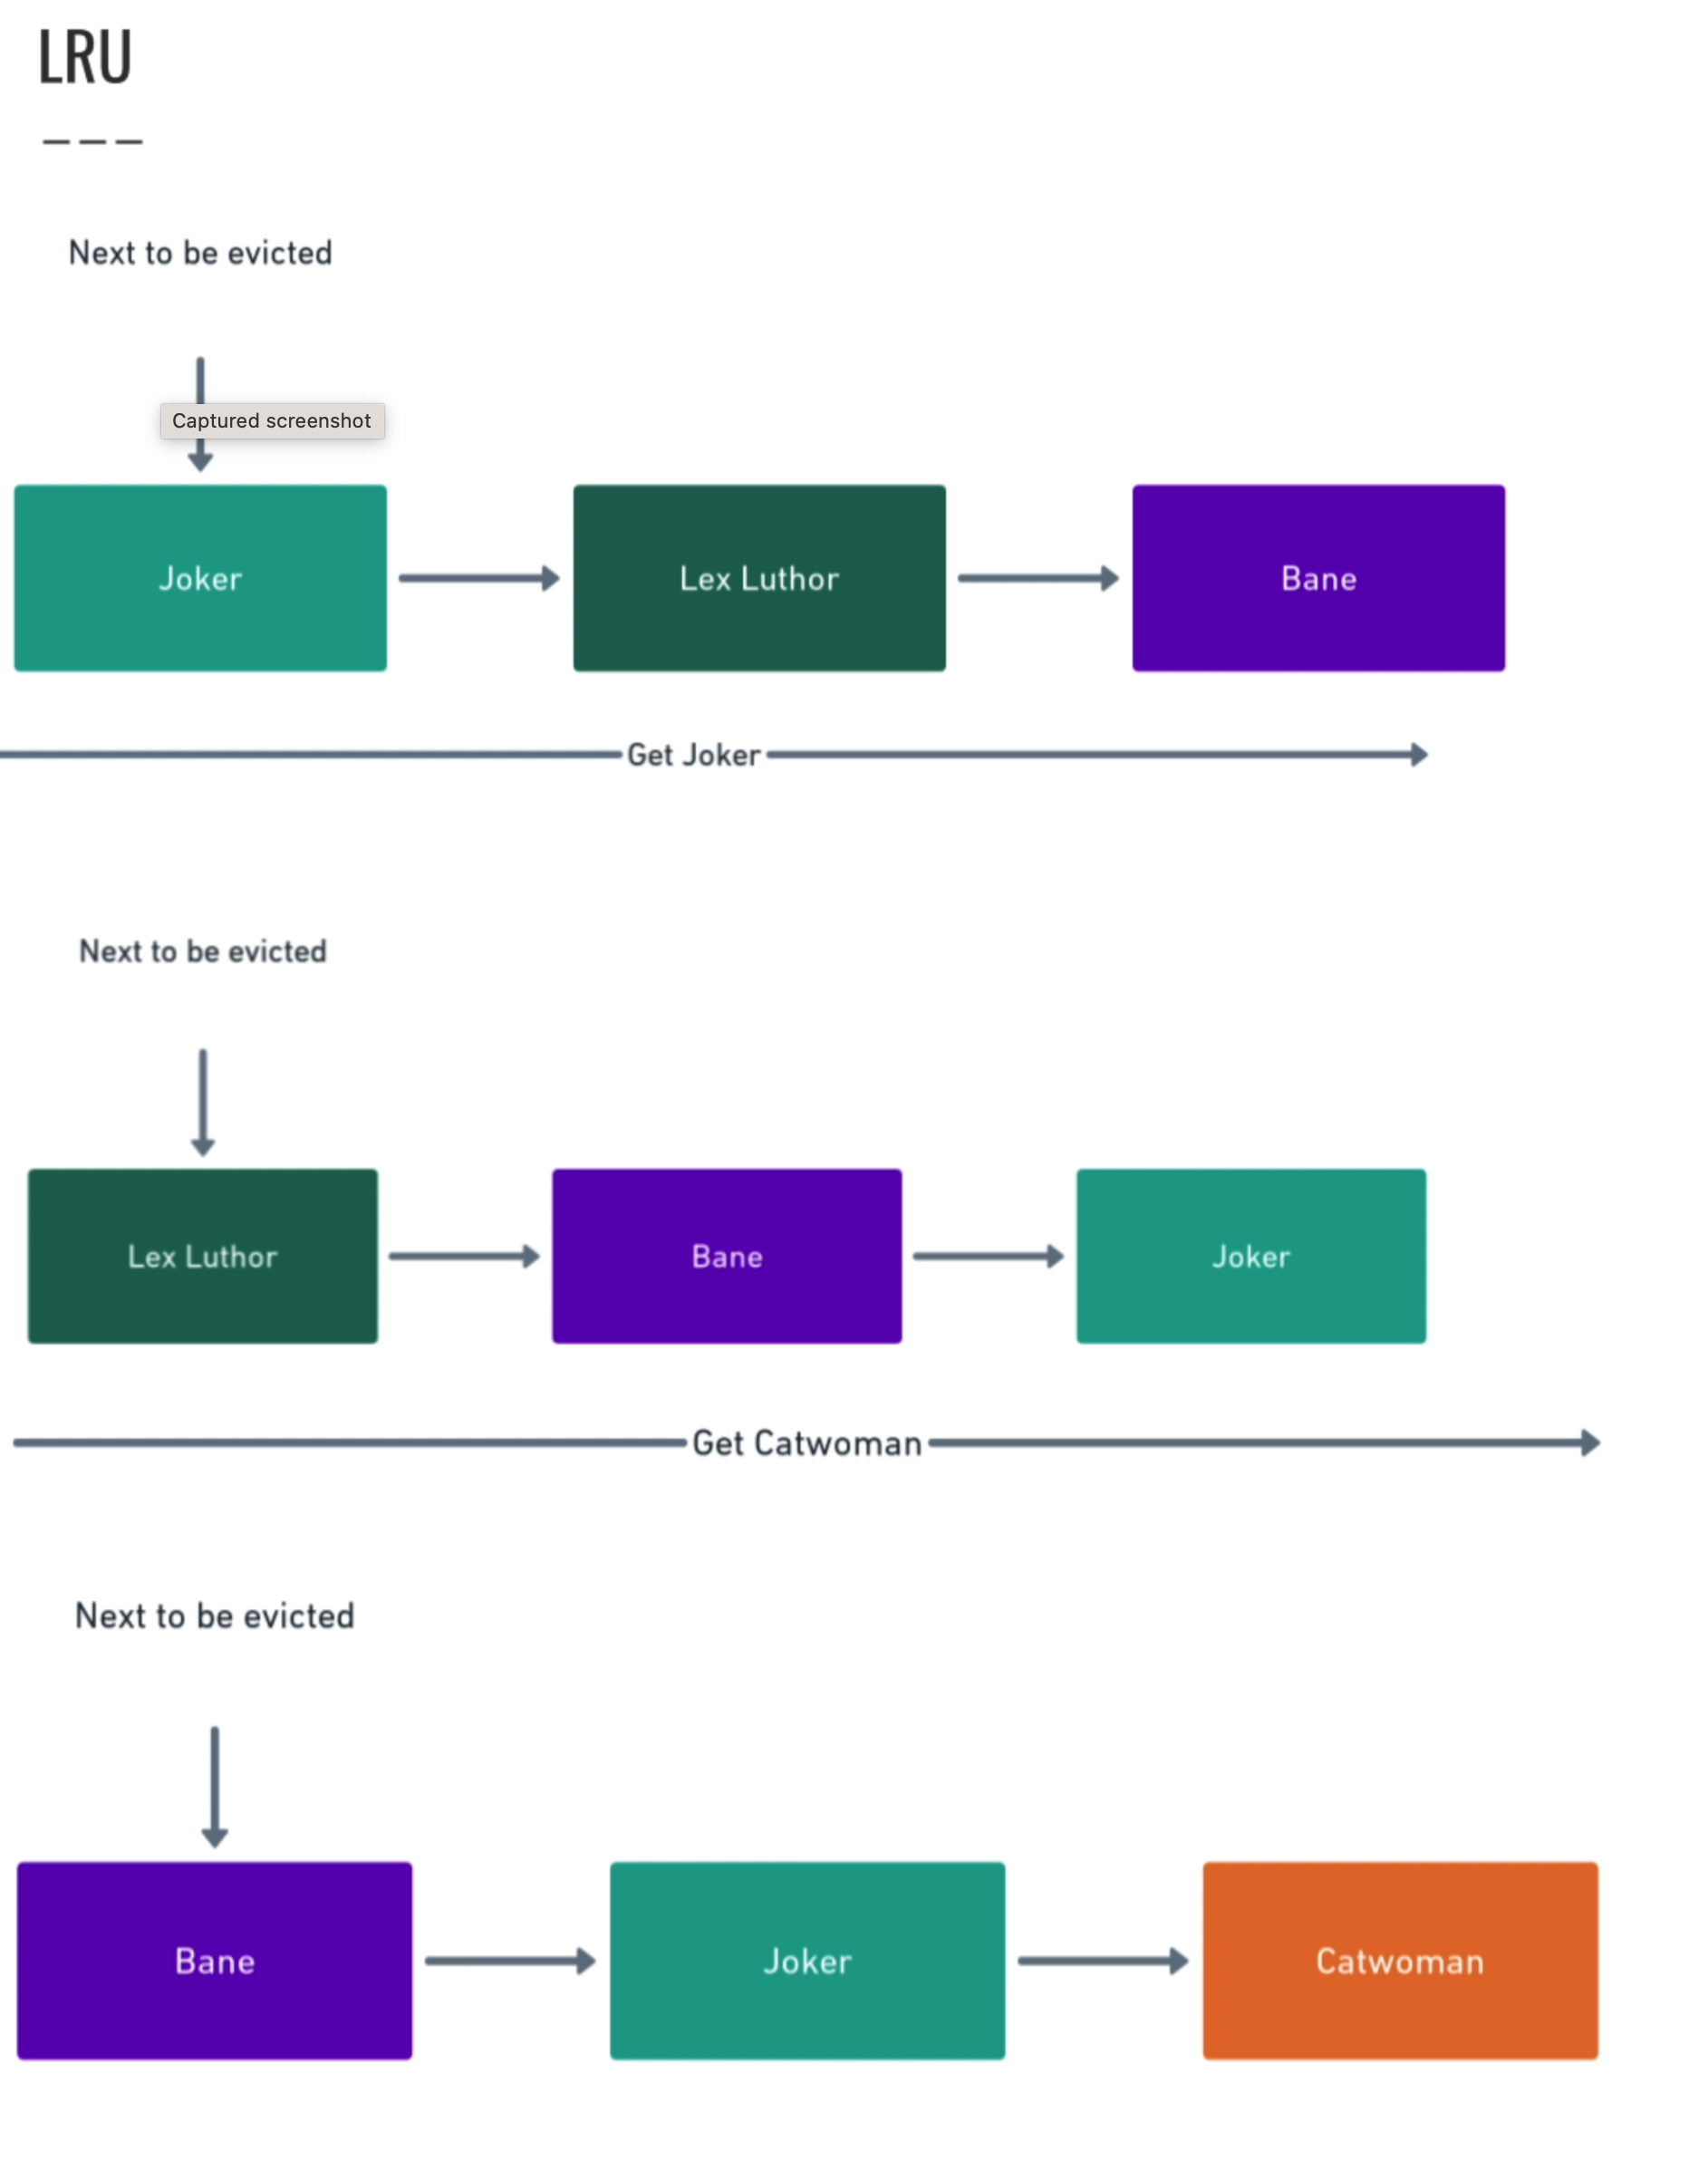 LRU
Next to be evicted
Captured screenshot
Joker
Lex Luthor
Bane
Get Joker
Next to be evicted
Lex Luthor
Bane
Joker
Get Catwoman
Next to be evicted
Bane
Joker
Catwoman